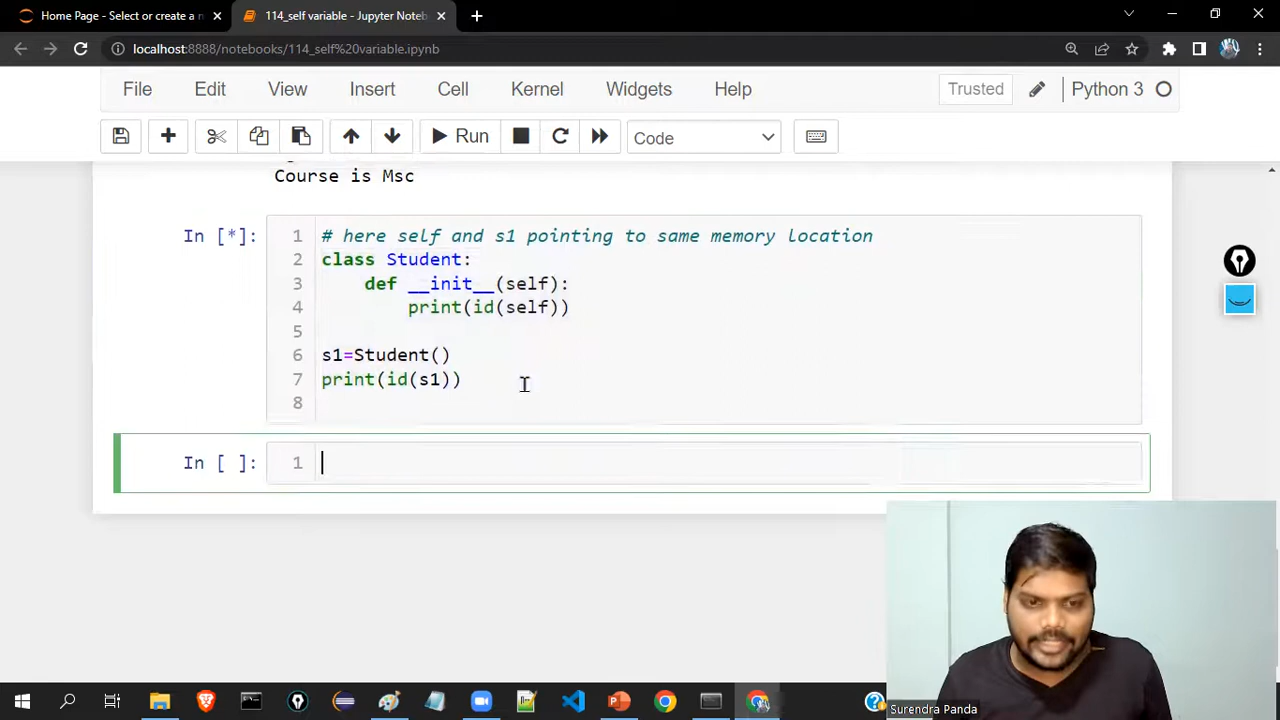 Home Page - Select or create a n
114_self variable - Jupyter Noteb
localhost:8888/notebooks/114_self%20variable.ipynb
File Edit View Insert Cell Kernel Widgets Help Trusted Python 3
Run Code
Course is Msc
In [*]:
1 # here self and s1 pointing to same memory location
2 class Student:
3 def __init__(self):
4 print(id(self))
5
6 s1=Student()
7 print(id(s1))
8
In [ ]: 1
Surendra Panda